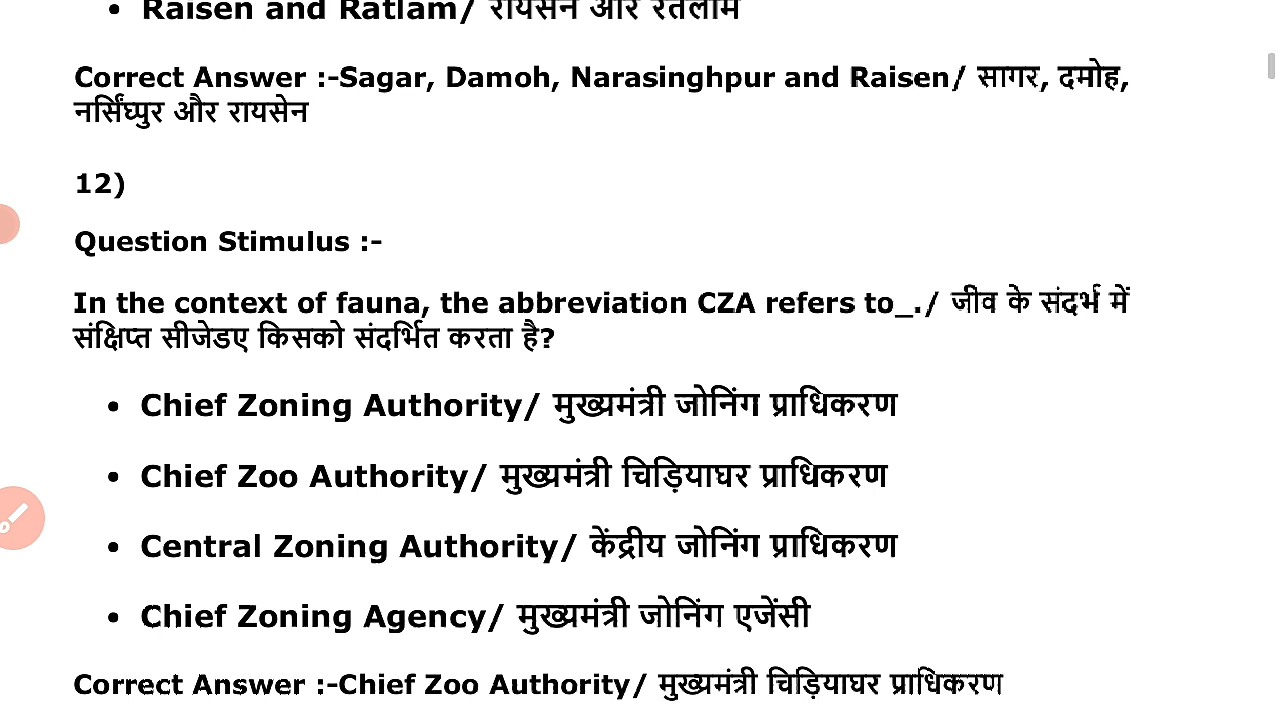 • Raisen and Ratlam/ रायसेन और रतलाम
Correct Answer :-Sagar, Damoh, Narasinghpur and Raisen/ सागर, दमोह,
नर्सिंघ्पुर और रायसेन
12)
Question Stimulus :-
In the context of fauna, the abbreviation CZA refers to_./ जीव के संदर्भ में
संक्षिप्त सीजेडए किसको संदर्भित करता है?
• Chief Zoning Authority/ मुख्यमंत्री जोनिंग प्राधिकरण
• Chief Zoo Authority/ मुख्यमंत्री चिड़ियाघर प्राधिकरण
• Central Zoning Authority/ केंद्रीय जोनिंग प्राधिकरण
• Chief Zoning Agency/ मुख्यमंत्री जोनिंग एजेंसी
Correct Answer :-Chief Zoo Authority/ मुख्यमंत्री चिड़ियाघर प्राधिकरण